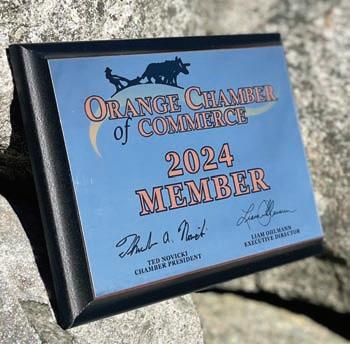 ORANGE CHAMBER
of COMMERCE
2024
MEMBER
TED NOVICKI
CHAMBER PRESIDENT
LIAM OHLMANN
EXECUTIVE DIRECTOR